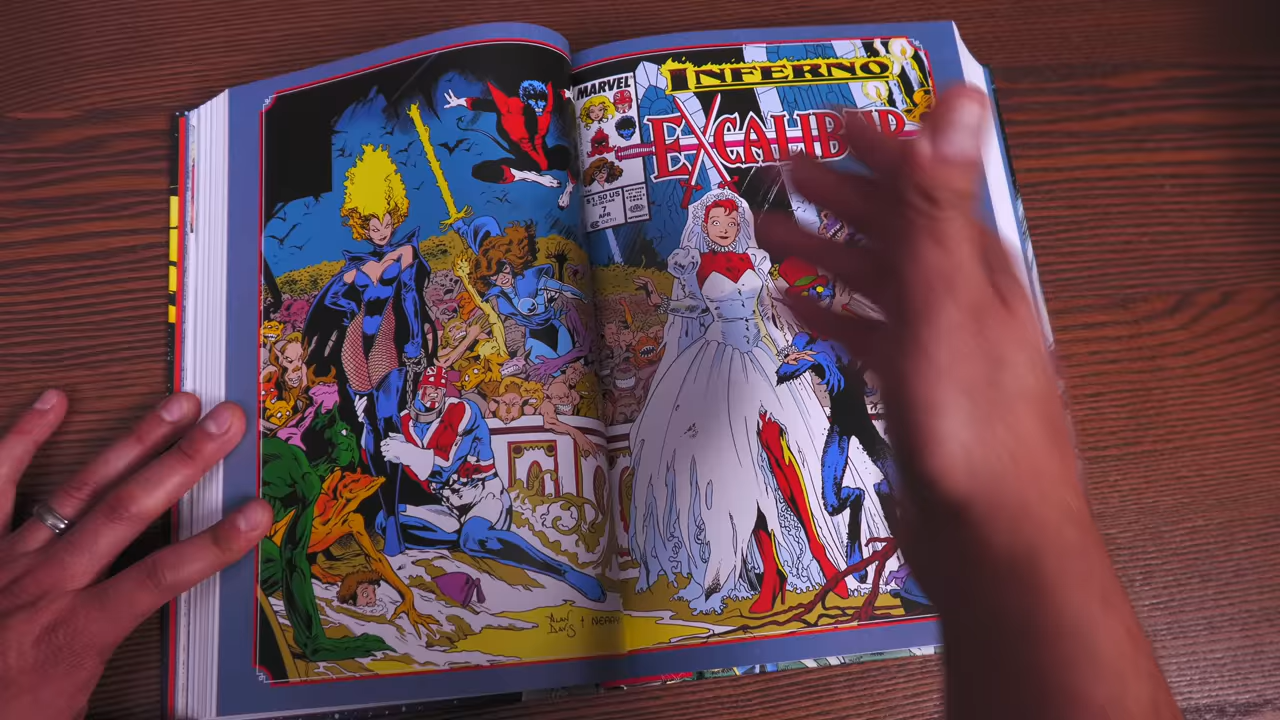 INFERNO
MARVEL
EXCALIBUR
$1.50 US
7
APR
ALAN
DAVIS + NEARY